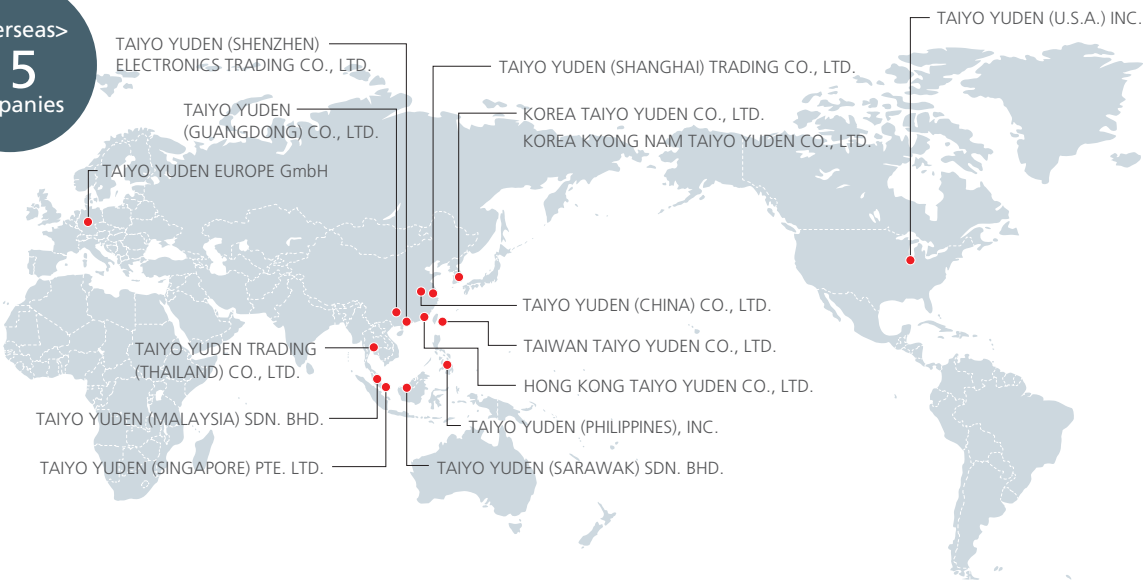 erseas>
5
panies
TAIYO YUDEN (U.S.A.) INC.
TAIYO YUDEN (SHENZHEN)
ELECTRONICS TRADING CO., LTD.
TAIYO YUDEN (SHANGHAI) TRADING CO., LTD.
TAIYO YUDEN
(GUANGDONG) CO., LTD.
KOREA TAIYO YUDEN CO., LTD.
KOREA KYONG NAM TAIYO YUDEN CO., LTD.
TAIYO YUDEN EUROPE GmbH
TAIYO YUDEN (CHINA) CO., LTD.
TAIYO YUDEN TRADING
(THAILAND) CO., LTD.
TAIWAN TAIYO YUDEN CO., LTD.
HONG KONG TAIYO YUDEN CO., LTD.
TAIYO YUDEN (MALAYSIA) SDN. BHD.
TAIYO YUDEN (PHILIPPINES), INC.
TAIYO YUDEN (SINGAPORE) PTE. LTD.
TAIYO YUDEN (SARAWAK) SDN. BHD.